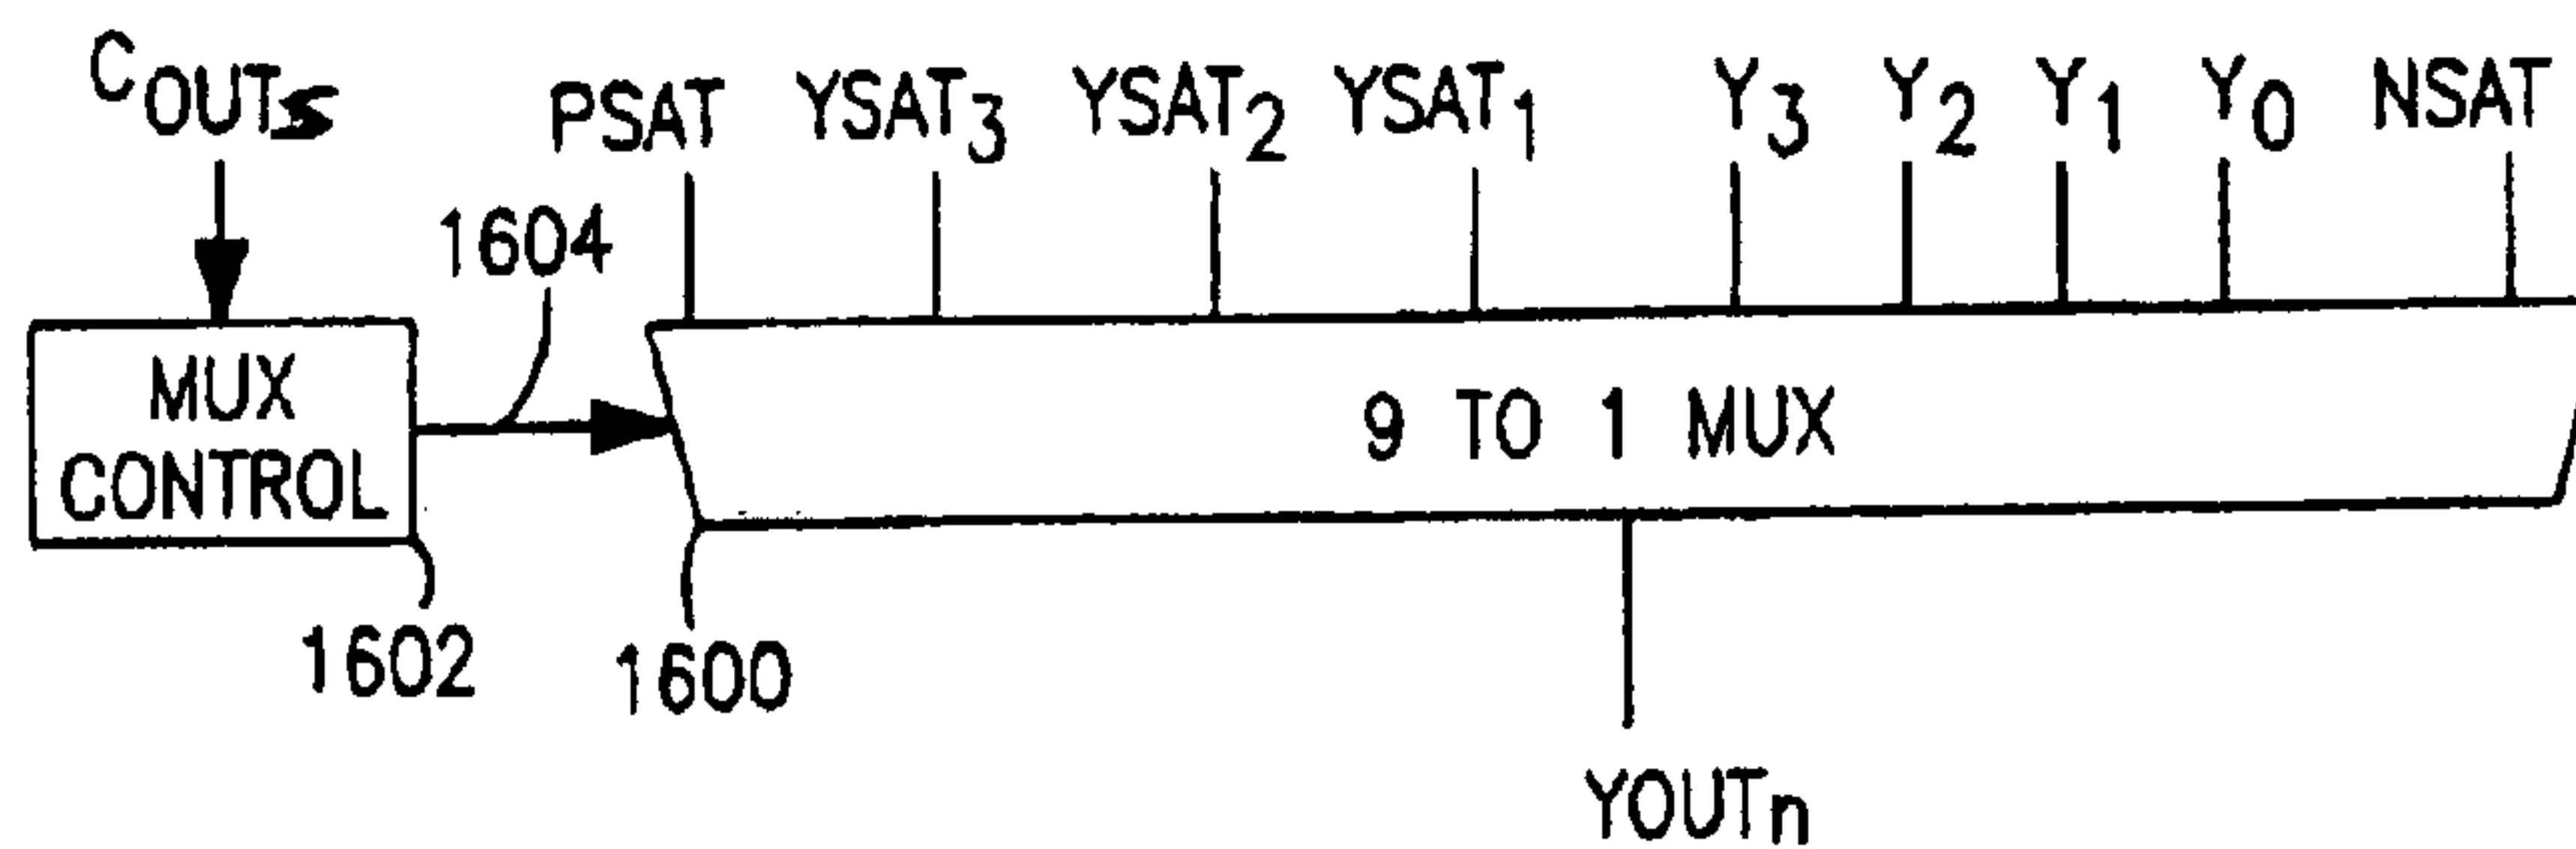 C_OUTs PSAT YSAT₃ YSAT₂ YSAT₁ Y₃ Y₂ Y₁ Y₀ NSAT
1604
MUX
CONTROL
9 TO 1 MUX
1602
1600
YOUTn